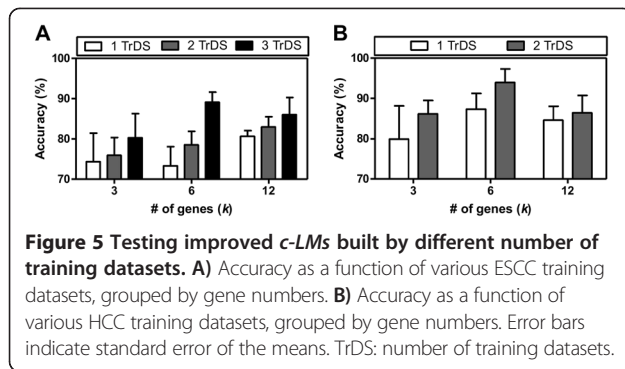 A
1 TrDS 2 TrDS 3 TrDS
Accuracy (%)
100
90
80
70
3 6 12
# of genes (k)
B
1 TrDS 2 TrDS
Accuracy (%)
100
90
80
70
3 6 12
# of genes (k)
Figure 5 Testing improved c-LMs built by different number of
training datasets. A) Accuracy as a function of various ESCC training
datasets, grouped by gene numbers. B) Accuracy as a function of
various HCC training datasets, grouped by gene numbers. Error bars
indicate standard error of the means. TrDS: number of training datasets.